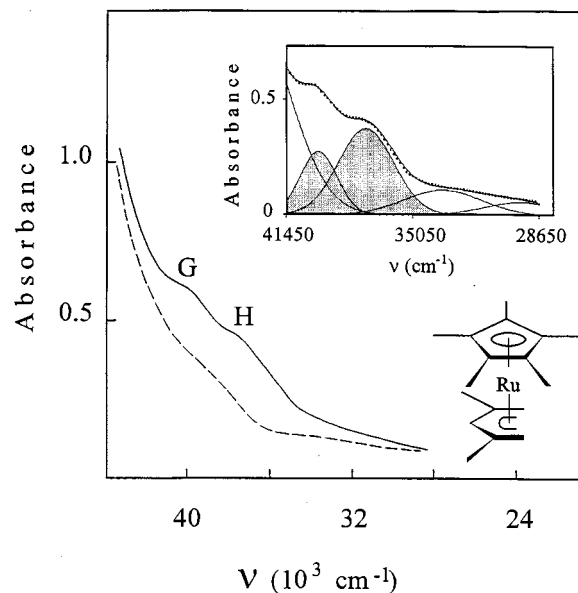 Absorbance
1.0
0.5
G
H
40
32
24
ν (10³ cm⁻¹)
Absorbance
0.5
0
41450
35050
28650
ν (cm⁻¹)
Ru